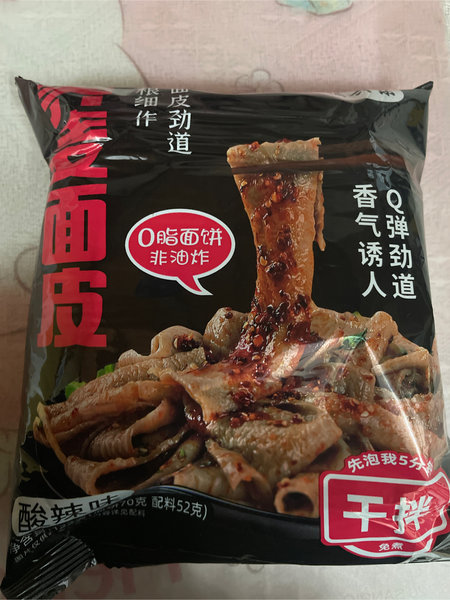 麦面皮
面皮劲道
粮细作
0脂面饼
非油炸
Q弹劲道
香气诱人
先泡我5分
干拌
免煮
酸辣味
70克 配料52克)